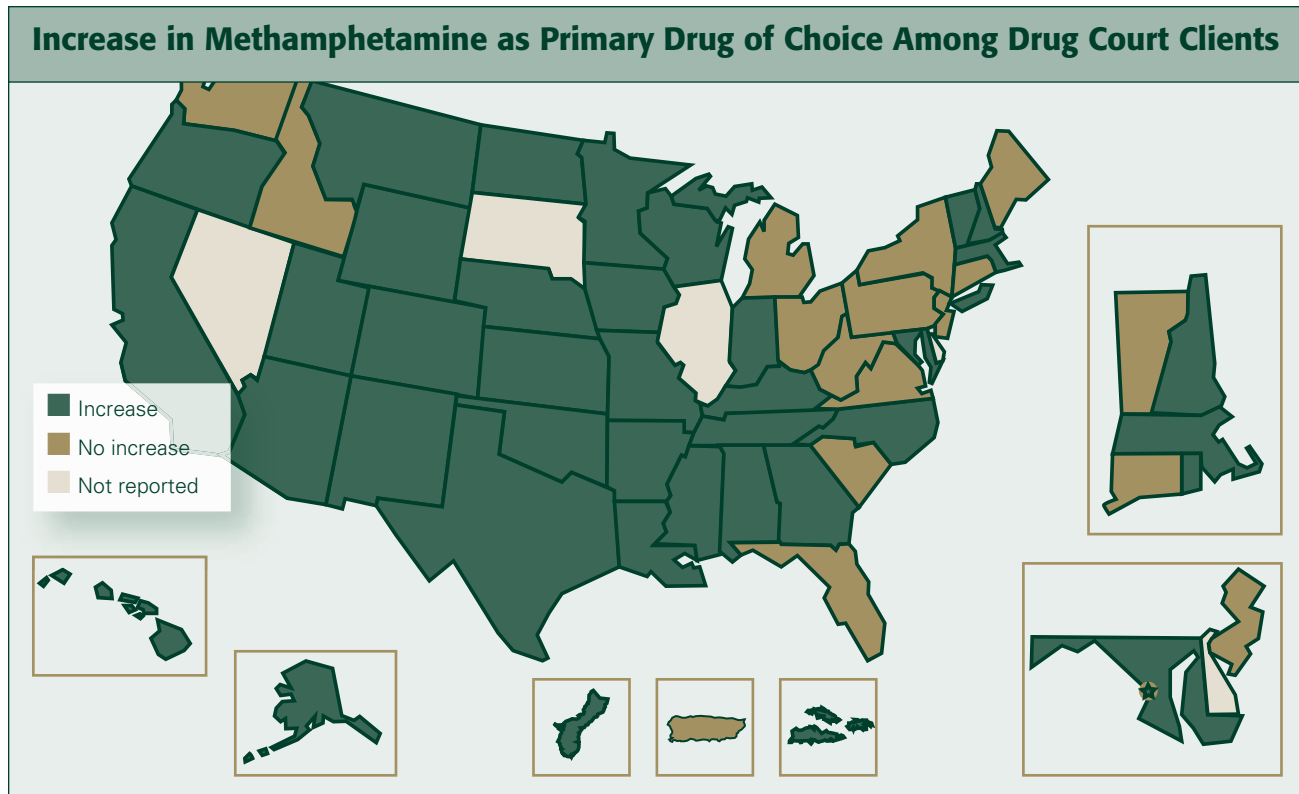 Increase in Methamphetamine as Primary Drug of Choice Among Drug Court Clients
Increase
No increase
Not reported